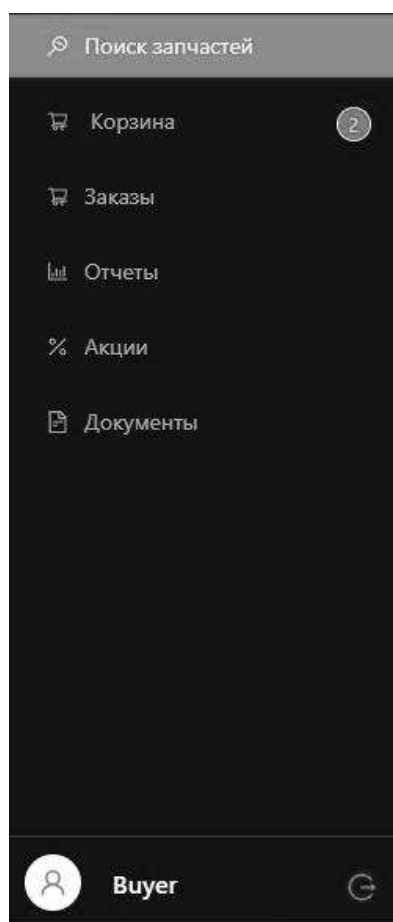 Поиск запчастей
Корзина 2
Заказы
Отчеты
% Акции
Документы
Buyer